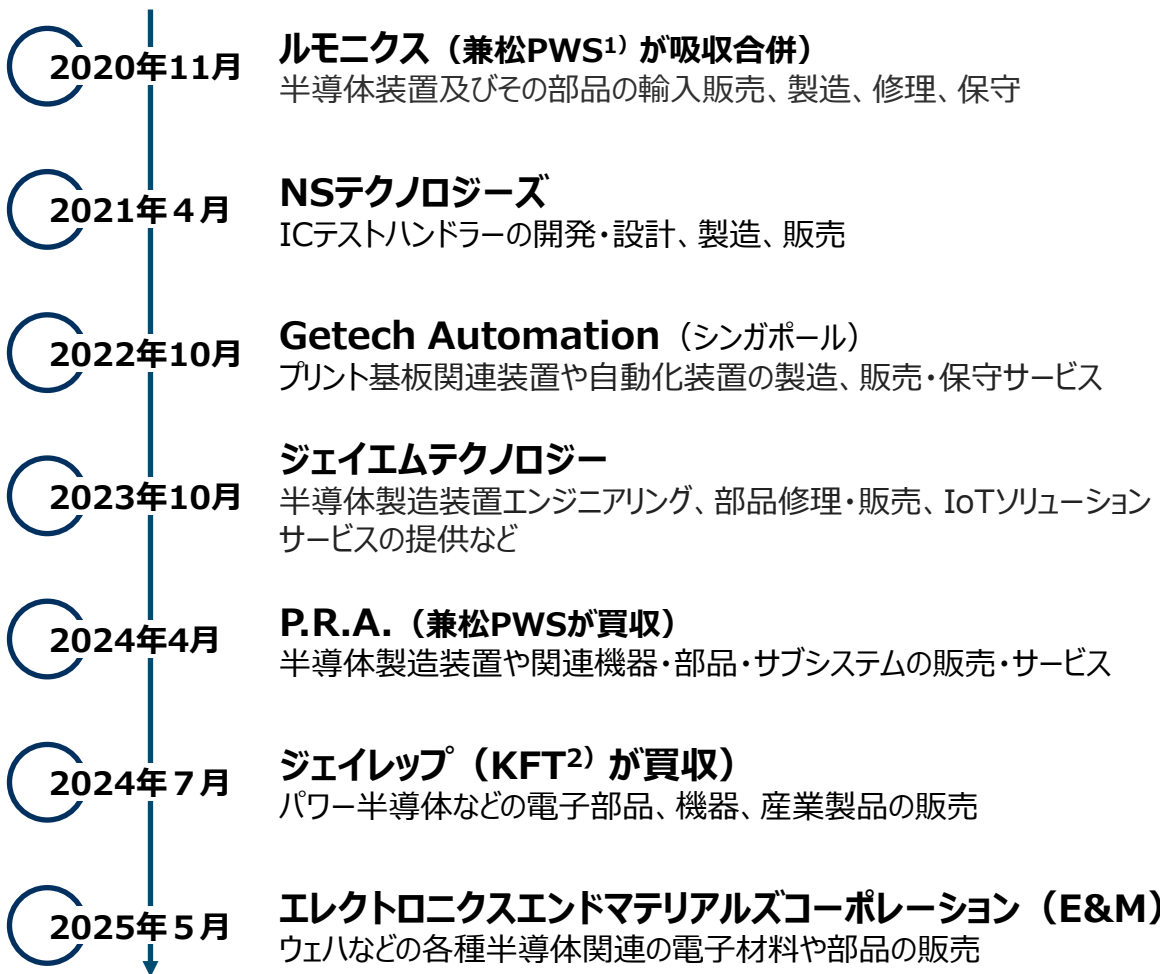 2020年11月
ルモニクス（兼松PWS1) が吸収合併）
半導体装置及びその部品の輸入販売、製造、修理、保守
2021年４月
NSテクノロジーズ
ICテストハンドラーの開発・設計、製造、販売
2022年10月
Getech Automation（シンガポール）
プリント基板関連装置や自動化装置の製造、販売・保守サービス
2023年10月
ジェイエムテクノロジー
半導体製造装置エンジニアリング、部品修理・販売、IoTソリューション
サービスの提供など
2024年4月
P.R.A.（兼松PWSが買収）
半導体製造装置や関連機器・部品・サブシステムの販売・サービス
2024年７月
ジェイレップ（KFT2) が買収）
パワー半導体などの電子部品、機器、産業製品の販売
2025年５月
エレクトロニクスエンドマテリアルズコーポレーション（E&M）
ウェハなどの各種半導体関連の電子材料や部品の販売